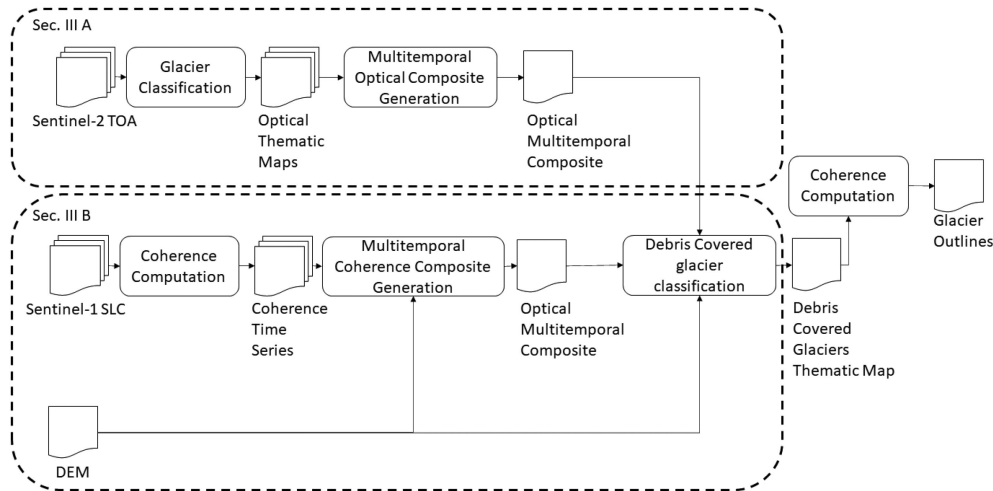 Sec. III A
Glacier
Classification
Multitemporal
Optical Composite
Generation
Sentinel-2 TOA
Optical
Thematic
Maps
Optical
Multitemporal
Composite
Coherence
Computation
Glacier
Outlines
Sec. III B
Coherence
Computation
Multitemporal
Coherence Composite
Generation
Debris Covered
glacier
classification
Sentinel-1 SLC
Coherence
Time
Series
Optical
Multitemporal
Composite
Debris
Covered
Glaciers
Thematic Map
DEM